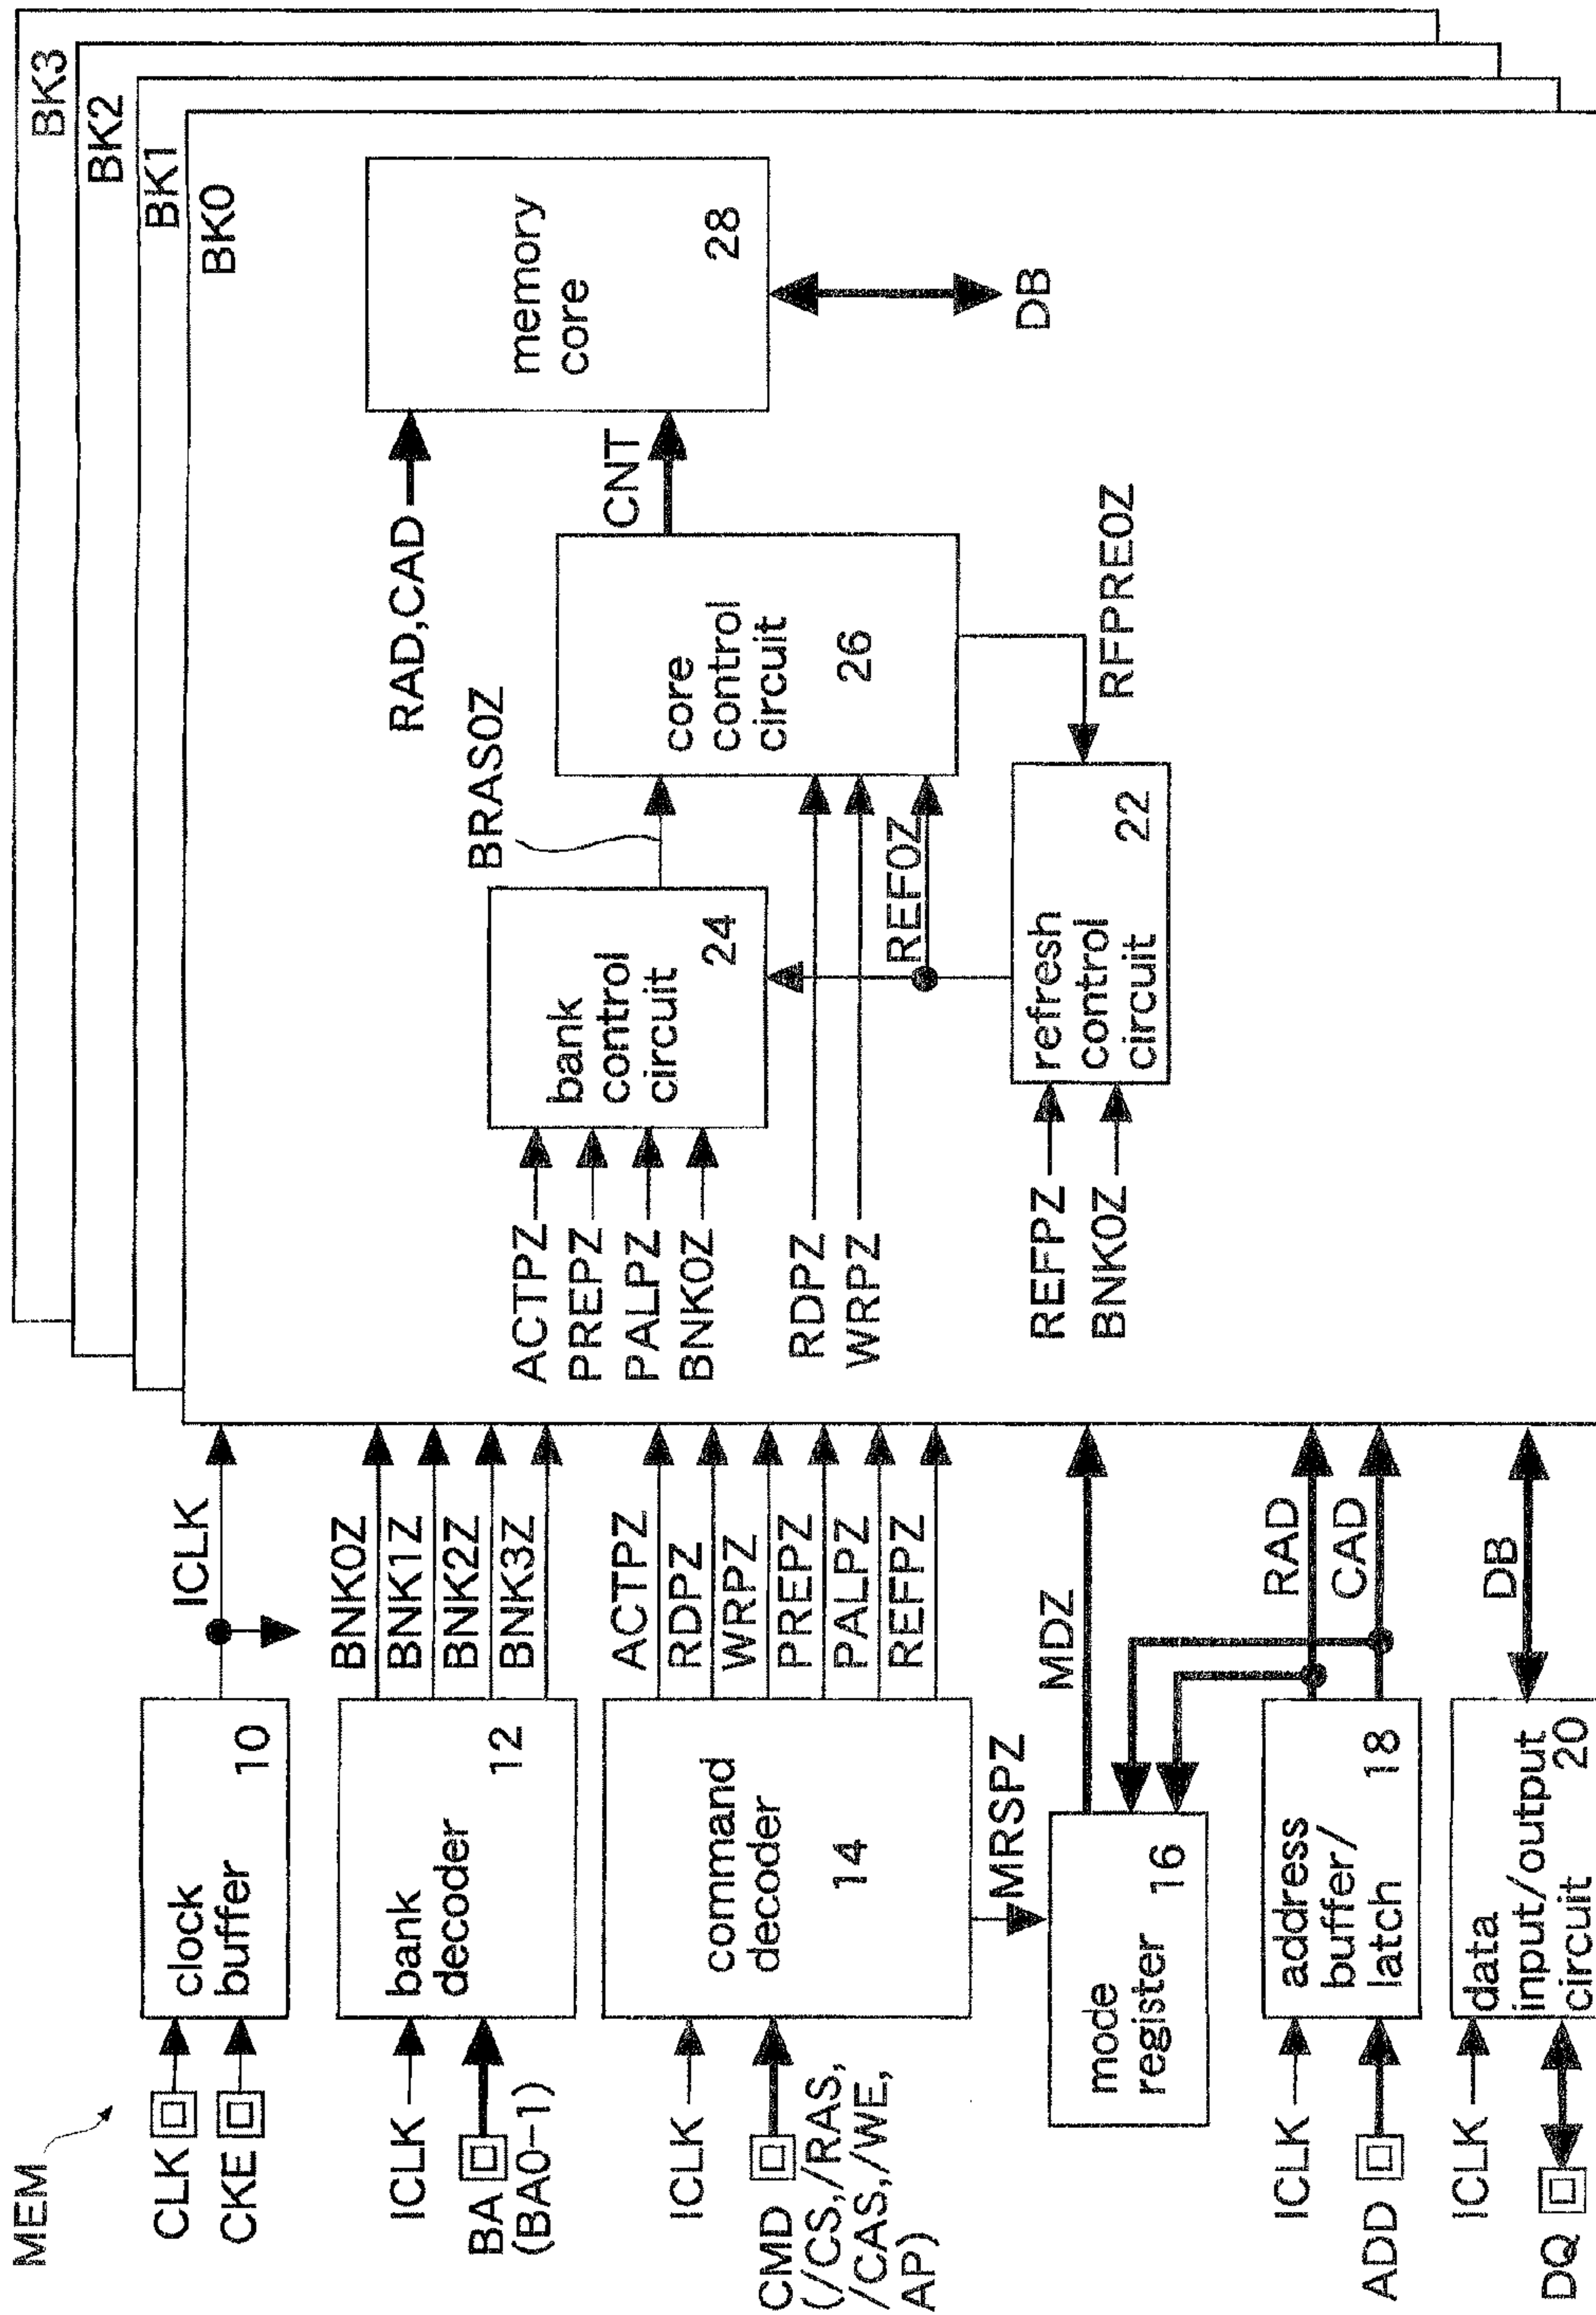 MEM
CLK
CKE
clock
buffer
10
ICLK
ICLK
BA
(BA0-1)
bank
decoder
12
BNK0Z
BNK1Z
BNK2Z
BNK3Z
ICLK
CMD
(/CS,/RAS,
/CAS,/WE,
AP)
command
decoder
14
ACTPZ
RDPZ
WRPZ
PREPZ
PALPZ
REFPZ
MRSPZ
mode
register
16
MDZ
ICLK
ADD
address
buffer/
latch
18
RAD
CAD
ICLK
DQ
data
input/output
circuit
20
DB
BK3
BK2
BK1
BK0
ACTPZ
PREPZ
PALPZ
BNK0Z
bank
control
circuit
24
BRAS0Z
RDPZ
WRPZ
REF0Z
REFPZ
BNK0Z
refresh
control
circuit
22
RFPRE0Z
core
control
circuit
26
CNT
RAD,CAD
memory
core
28
DB